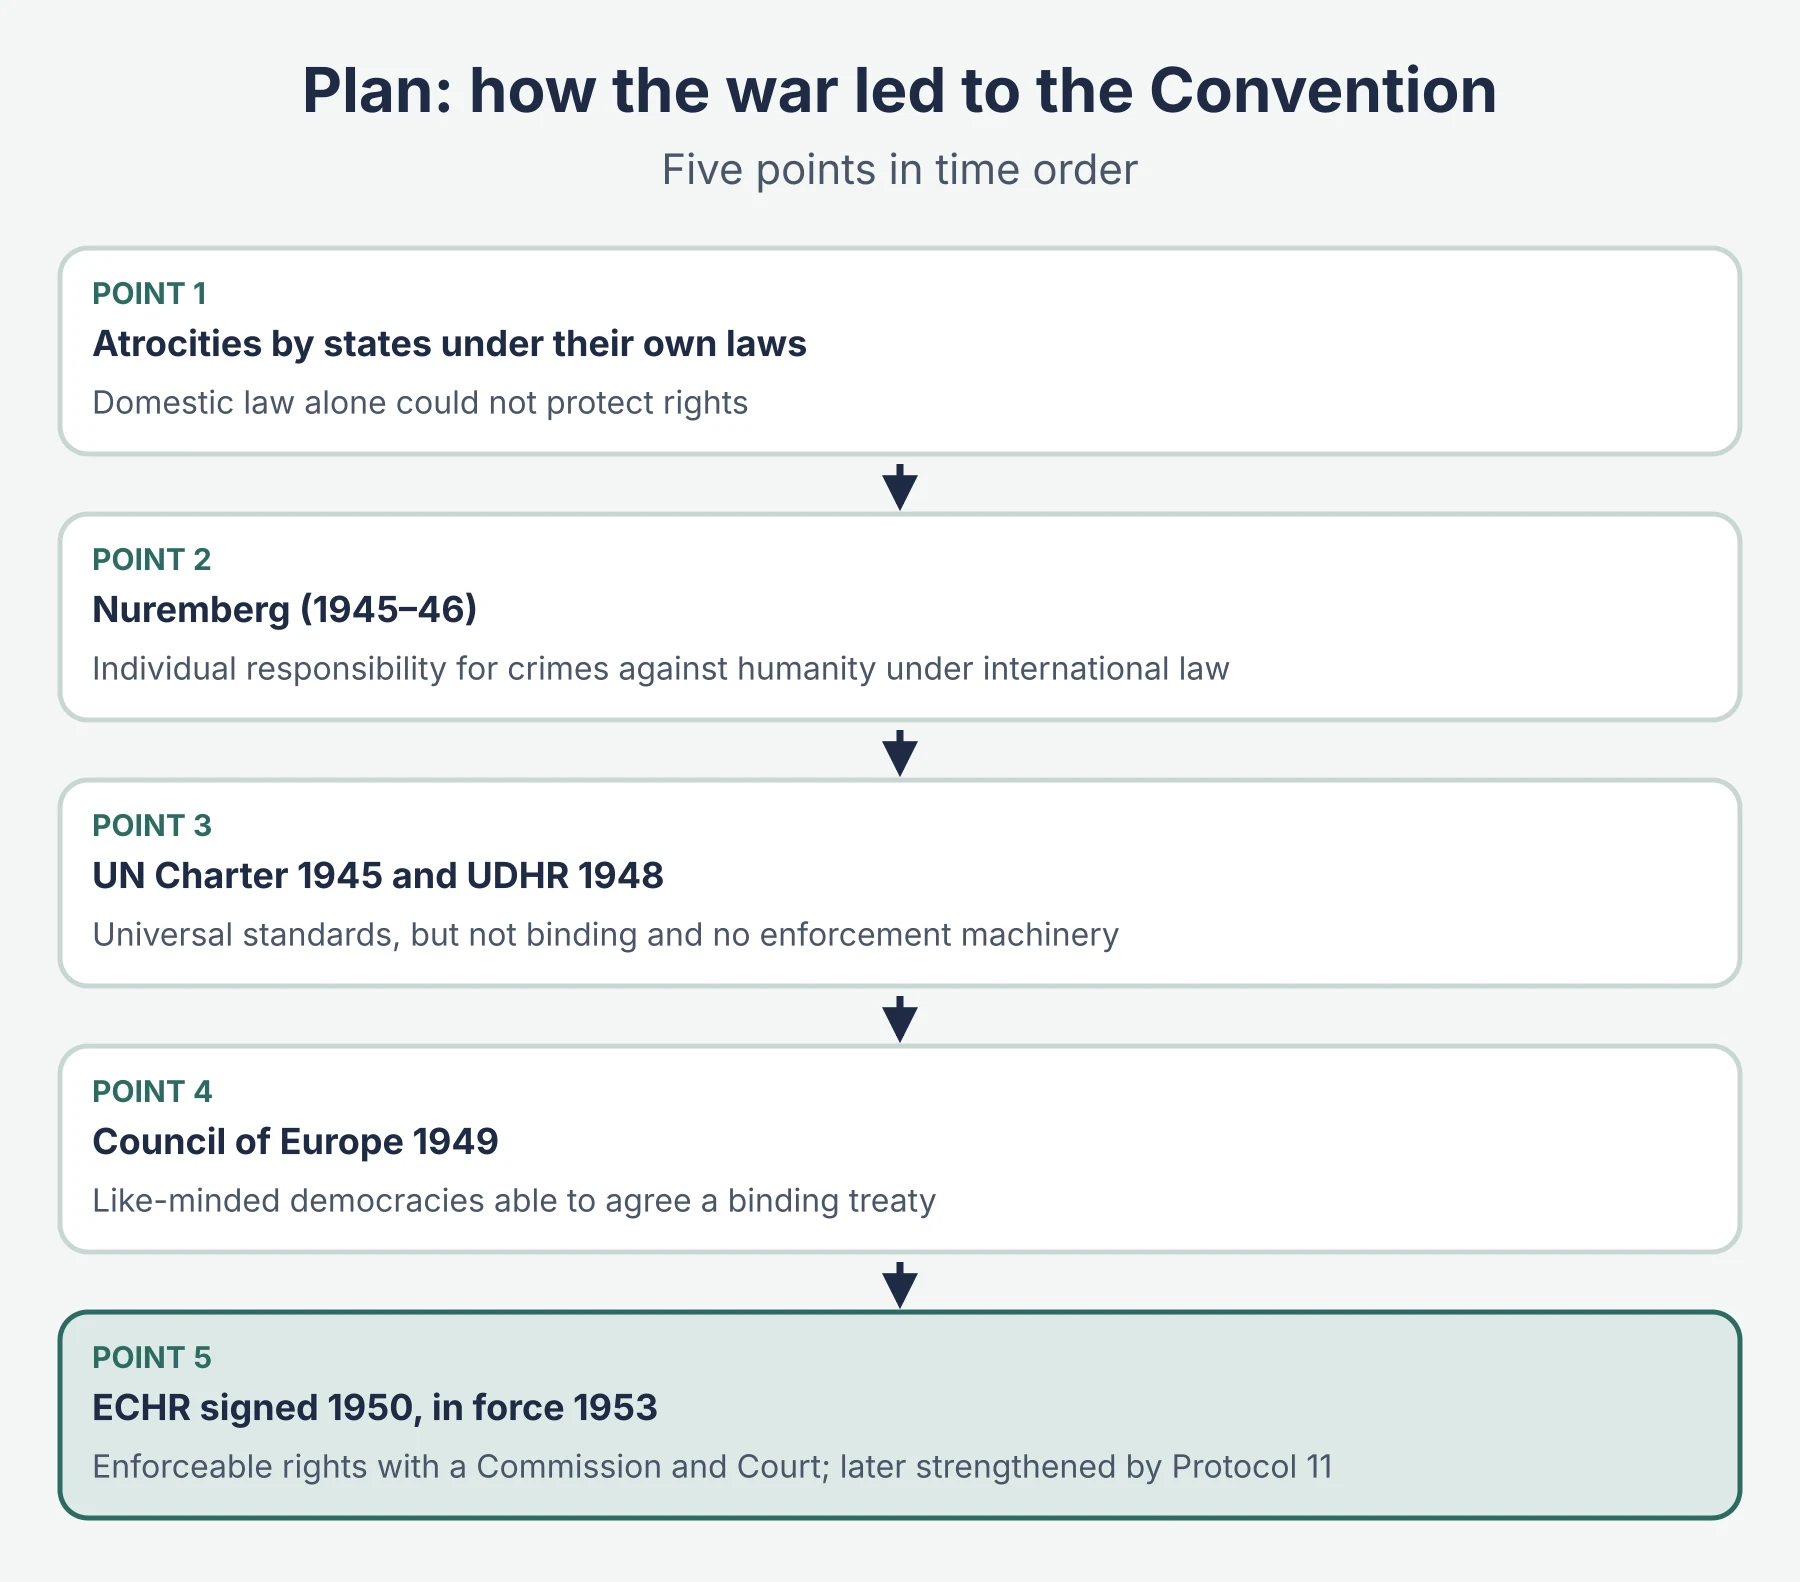 Plan: how the war led to the Convention
Five points in time order
POINT 1
Atrocities by states under their own laws
Domestic law alone could not protect rights
POINT 2
Nuremberg (1945–46)
Individual responsibility for crimes against humanity under international law
POINT 3
UN Charter 1945 and UDHR 1948
Universal standards, but not binding and no enforcement machinery
POINT 4
Council of Europe 1949
Like-minded democracies able to agree a binding treaty
POINT 5
ECHR signed 1950, in force 1953
Enforceable rights with a Commission and Court; later strengthened by Protocol 11